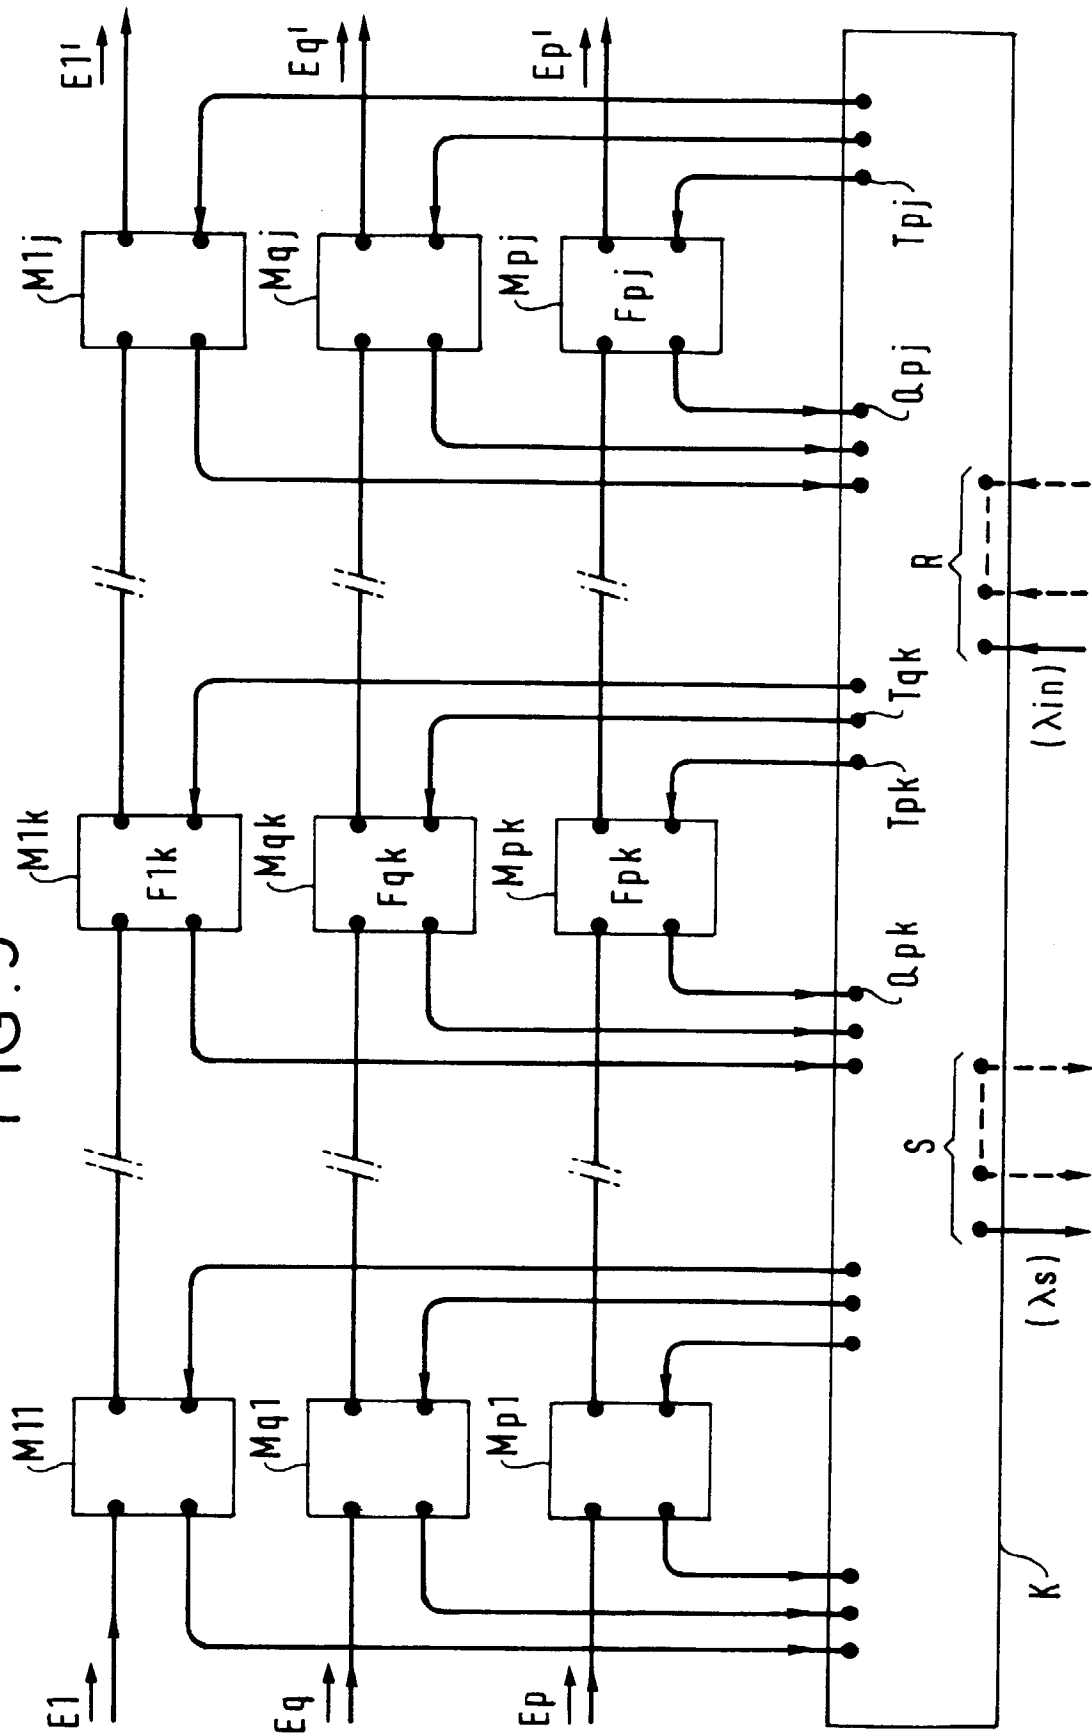 FIG. 5
E1
M11
M1k
F1k
M1j
E1'
Eq
Mq1
Mqk
Fqk
Mqj
Eq'
Ep
Mp1
Mpk
Fpk
Mpj
Fpj
Ep'
Qpk
Tpk
Tqk
Qpj
Tpj
S
R
K
(λs)
(λin)